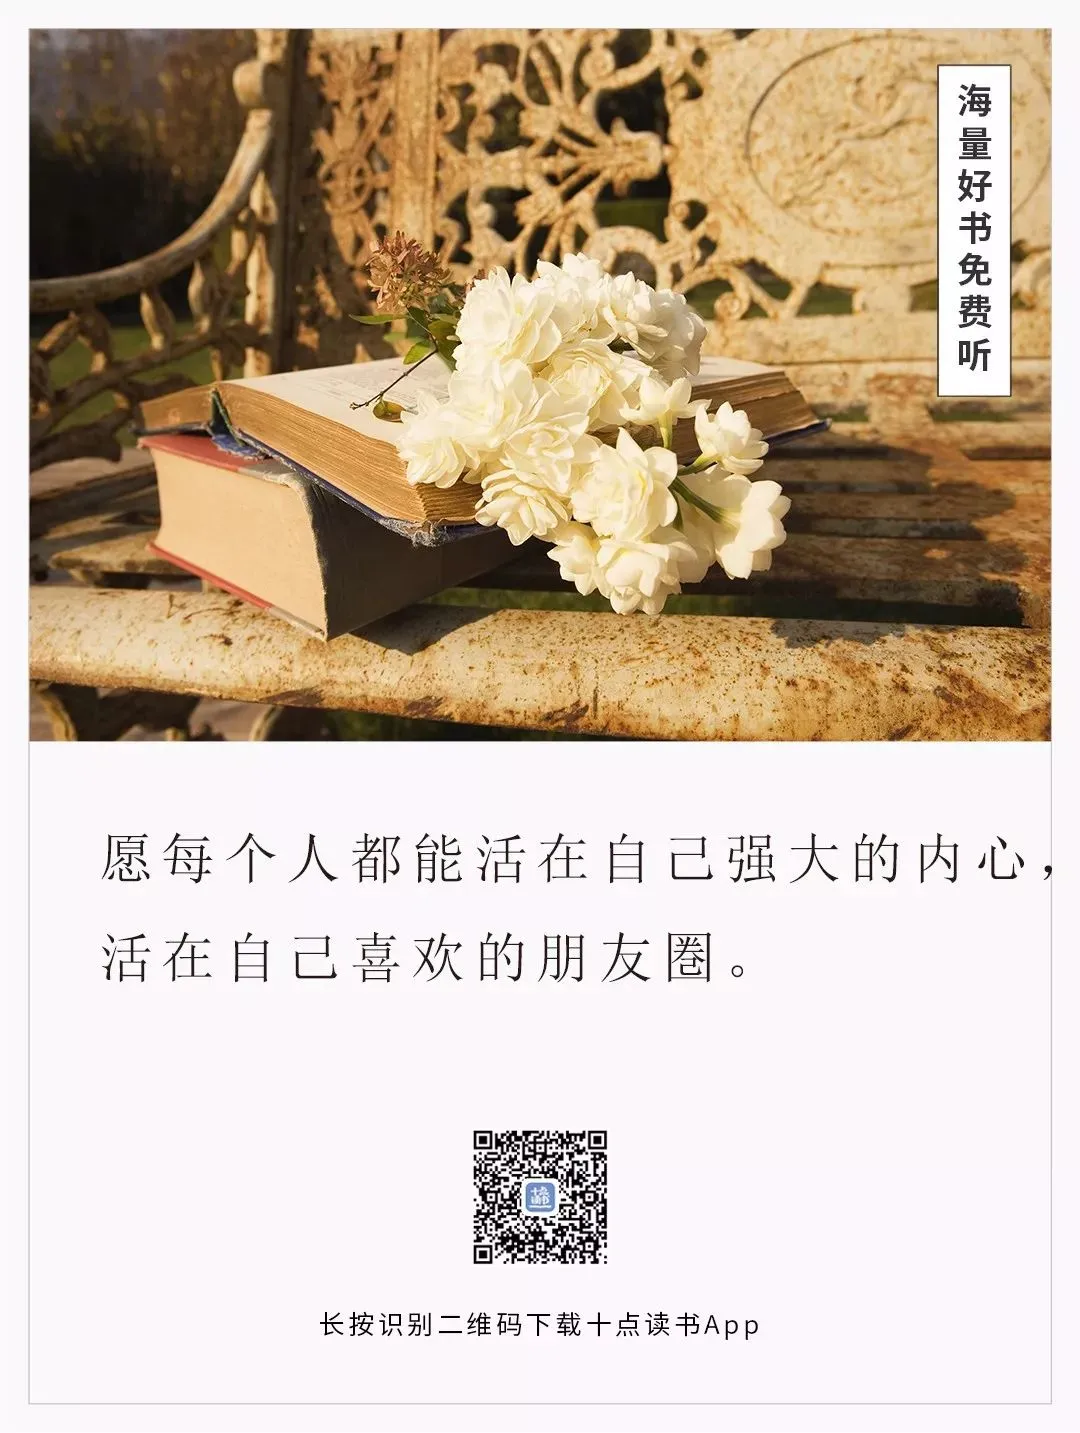 海量好书免费听
愿每个人都能活在自己强大的内心，
活在自己喜欢的朋友圈。
长按识别二维码下载十点读书App